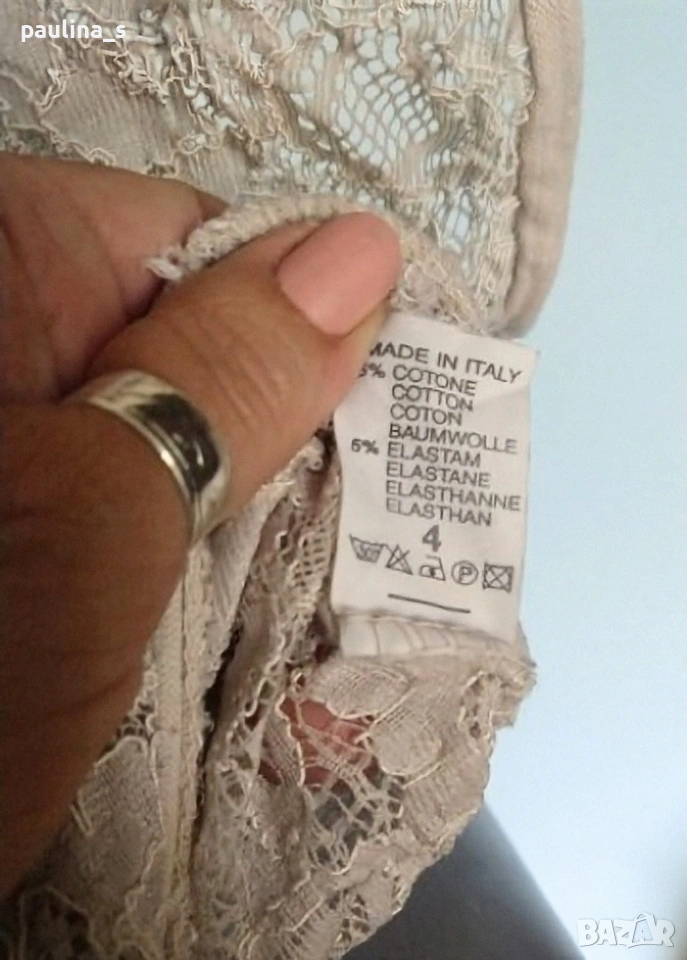 paulina_s
MADE IN ITALY
5% COTONE
COTTON
COTON
BAUMWOLLE
5% ELASTAM
ELASTANE
ELASTHANNE
ELASTHAN
4
P
BAZAR